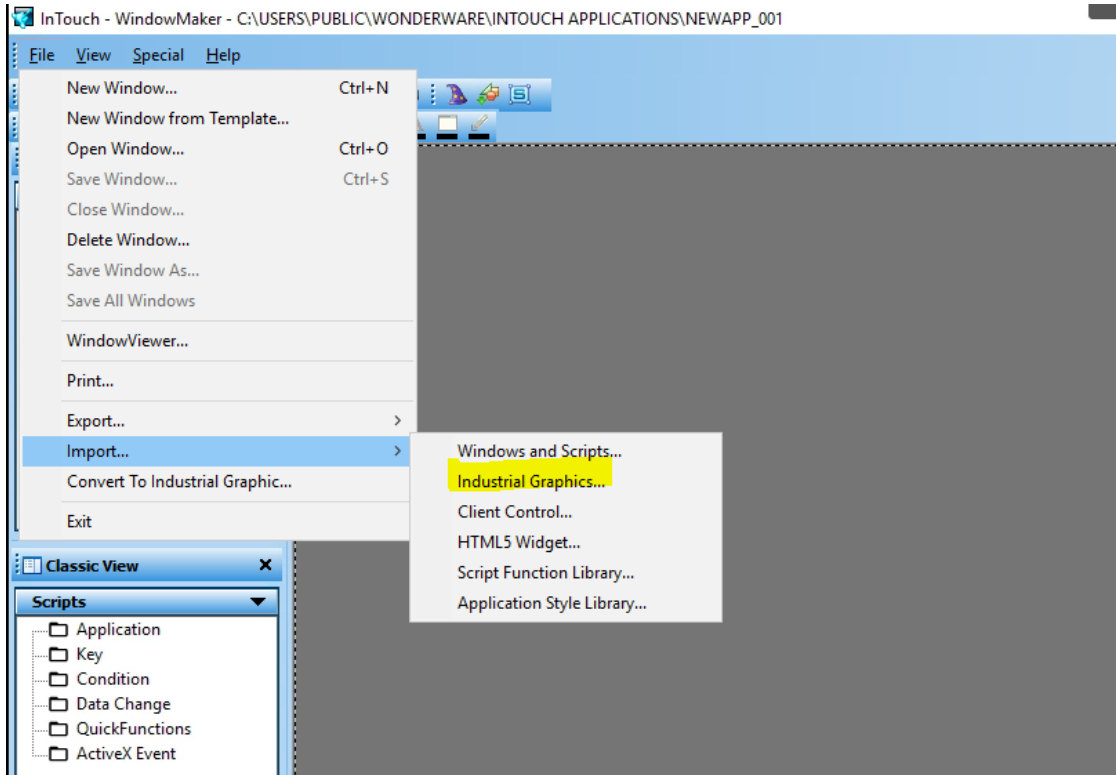 InTouch - WindowMaker - C:\USERS\PUBLIC\WONDERWARE\INTOUCH APPLICATIONS\NEWAPP_001
File View Special Help
New Window... Ctrl+N
New Window from Template...
Open Window... Ctrl+O
Save Window... Ctrl+S
Close Window...
Delete Window...
Save Window As...
Save All Windows
WindowViewer...
Print...
Export...
Import...
Convert To Industrial Graphic...
Exit
Windows and Scripts...
Industrial Graphics...
Client Control...
HTML5 Widget...
Script Function Library...
Application Style Library...
Classic View
Scripts
Application
Key
Condition
Data Change
QuickFunctions
ActiveX Event